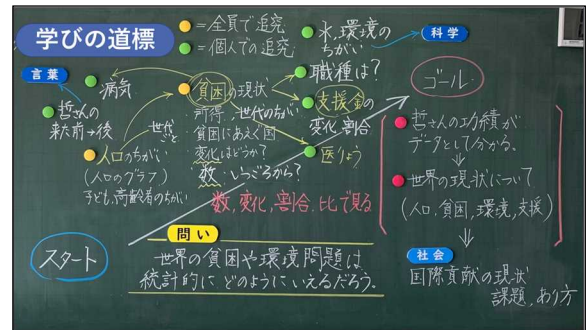 学びの道標
●=全員で追究
●=個人での追究
水,環境の
ちがい
科学
言葉
病気
哲さんの
来た前→後
貧困の現状
所得,世代のちがい
貧困にあえぐ国
変化はどうか?
数 いつごろから?
職種は?
支援金の
変化,割合
医りょう
世代
ごと
人口のちがい
(人口のグラフ)
子ども,高齢者のちがい
数,変化,割合,比で見る
ゴール
哲さんの功績が
データとして分かる。
世界の現状について
(人口,貧困,環境,支援)
社会
国際貢献の現状
課題,あり方
スタート
問い
世界の貧困や環境問題は
統計的にどのようにいえるだろう。